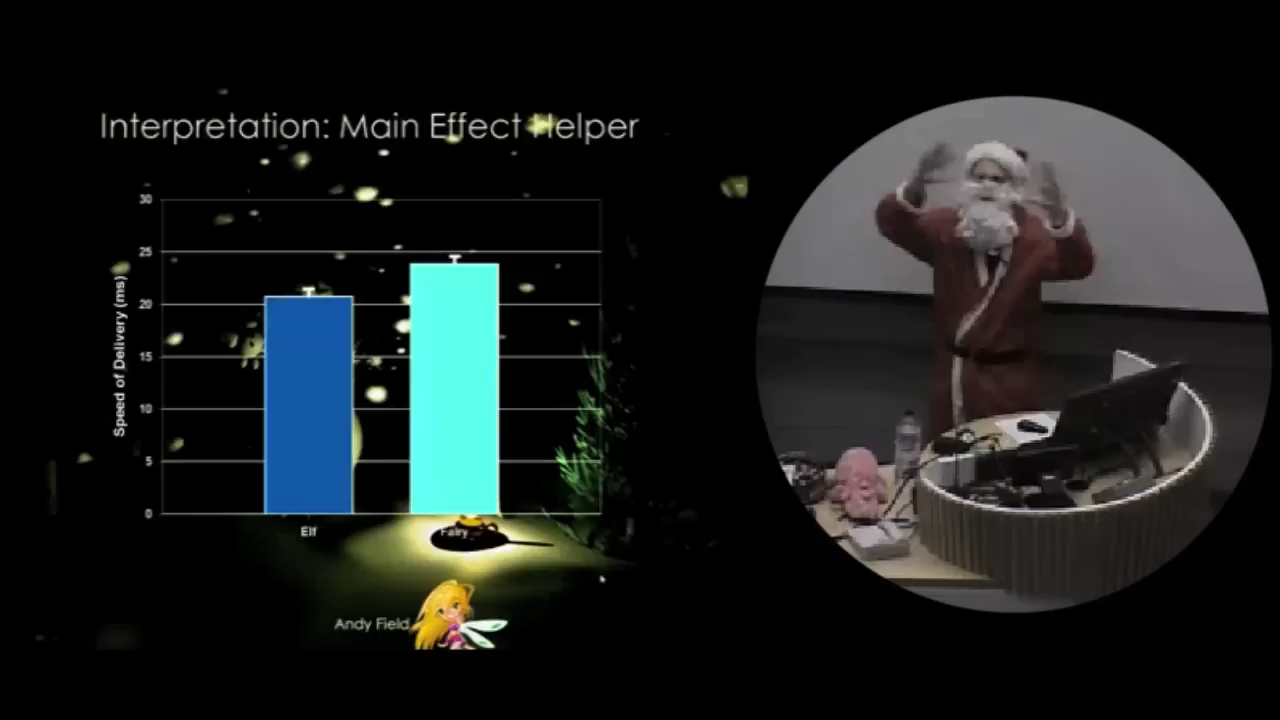 Interpretation: Main Effect Helper
30
25
20
15
10
5
0
Speed of Delivery (ms)
Elf
Fairy
Andy Field